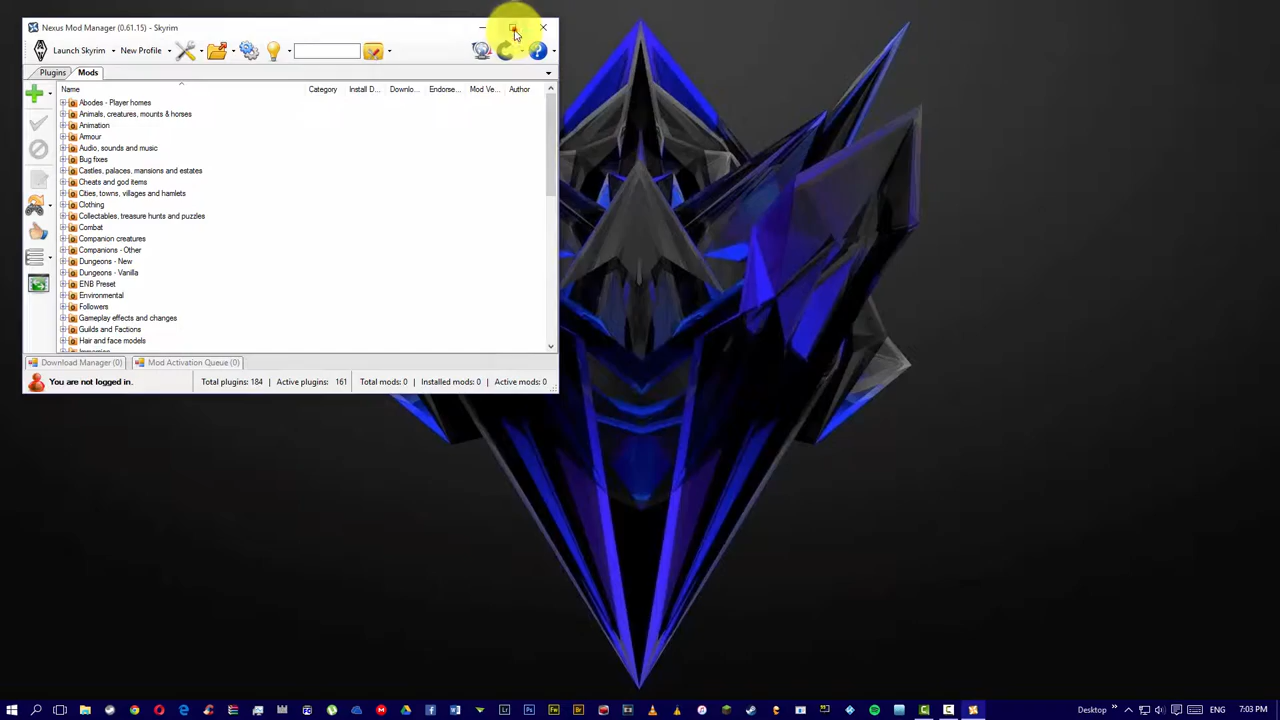 Nexus Mod Manager (0.61.15) - Skyrim
Launch Skyrim New Profile
Plugins Mods
Name Category Install D... Downlo... Endorse... Mod Ve... Author
Abodes - Player homes
Animals, creatures, mounts & horses
Animation
Armour
Audio, sounds and music
Bug fixes
Castles, palaces, mansions and estates
Cheats and god items
Cities, towns, villages and hamlets
Clothing
Collectables, treasure hunts and puzzles
Combat
Companion creatures
Companions - Other
Dungeons - New
Dungeons - Vanilla
ENB Preset
Environmental
Followers
Gameplay effects and changes
Guilds and Factions
Hair and face models
Download Manager (0) Mod Activation Queue (0)
You are not logged in. Total plugins: 184 Active plugins: 161 Total mods: 0 Installed mods: 0 Active mods: 0
Desktop ENG 7:03 PM